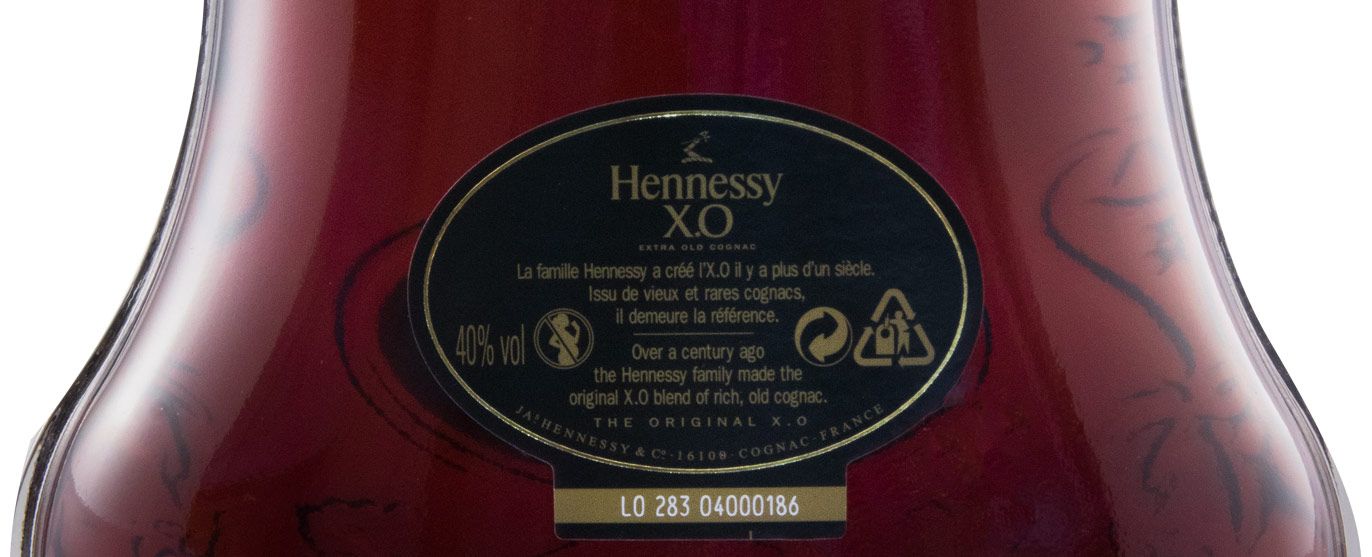 Hennessy
X.O
EXTRA OLD COGNAC
La famille Hennessy a créé l'X.O il y a plus d'un siècle.
Issu de vieux et rares cognacs,
il demeure la référence.
40% vol
Over a century ago
the Hennessy family made the
original X.O blend of rich, old cognac.
THE ORIGINAL X.O
JAS HENNESSY & Co · 16100 · COGNAC · FRANCE
LO 283 04000186